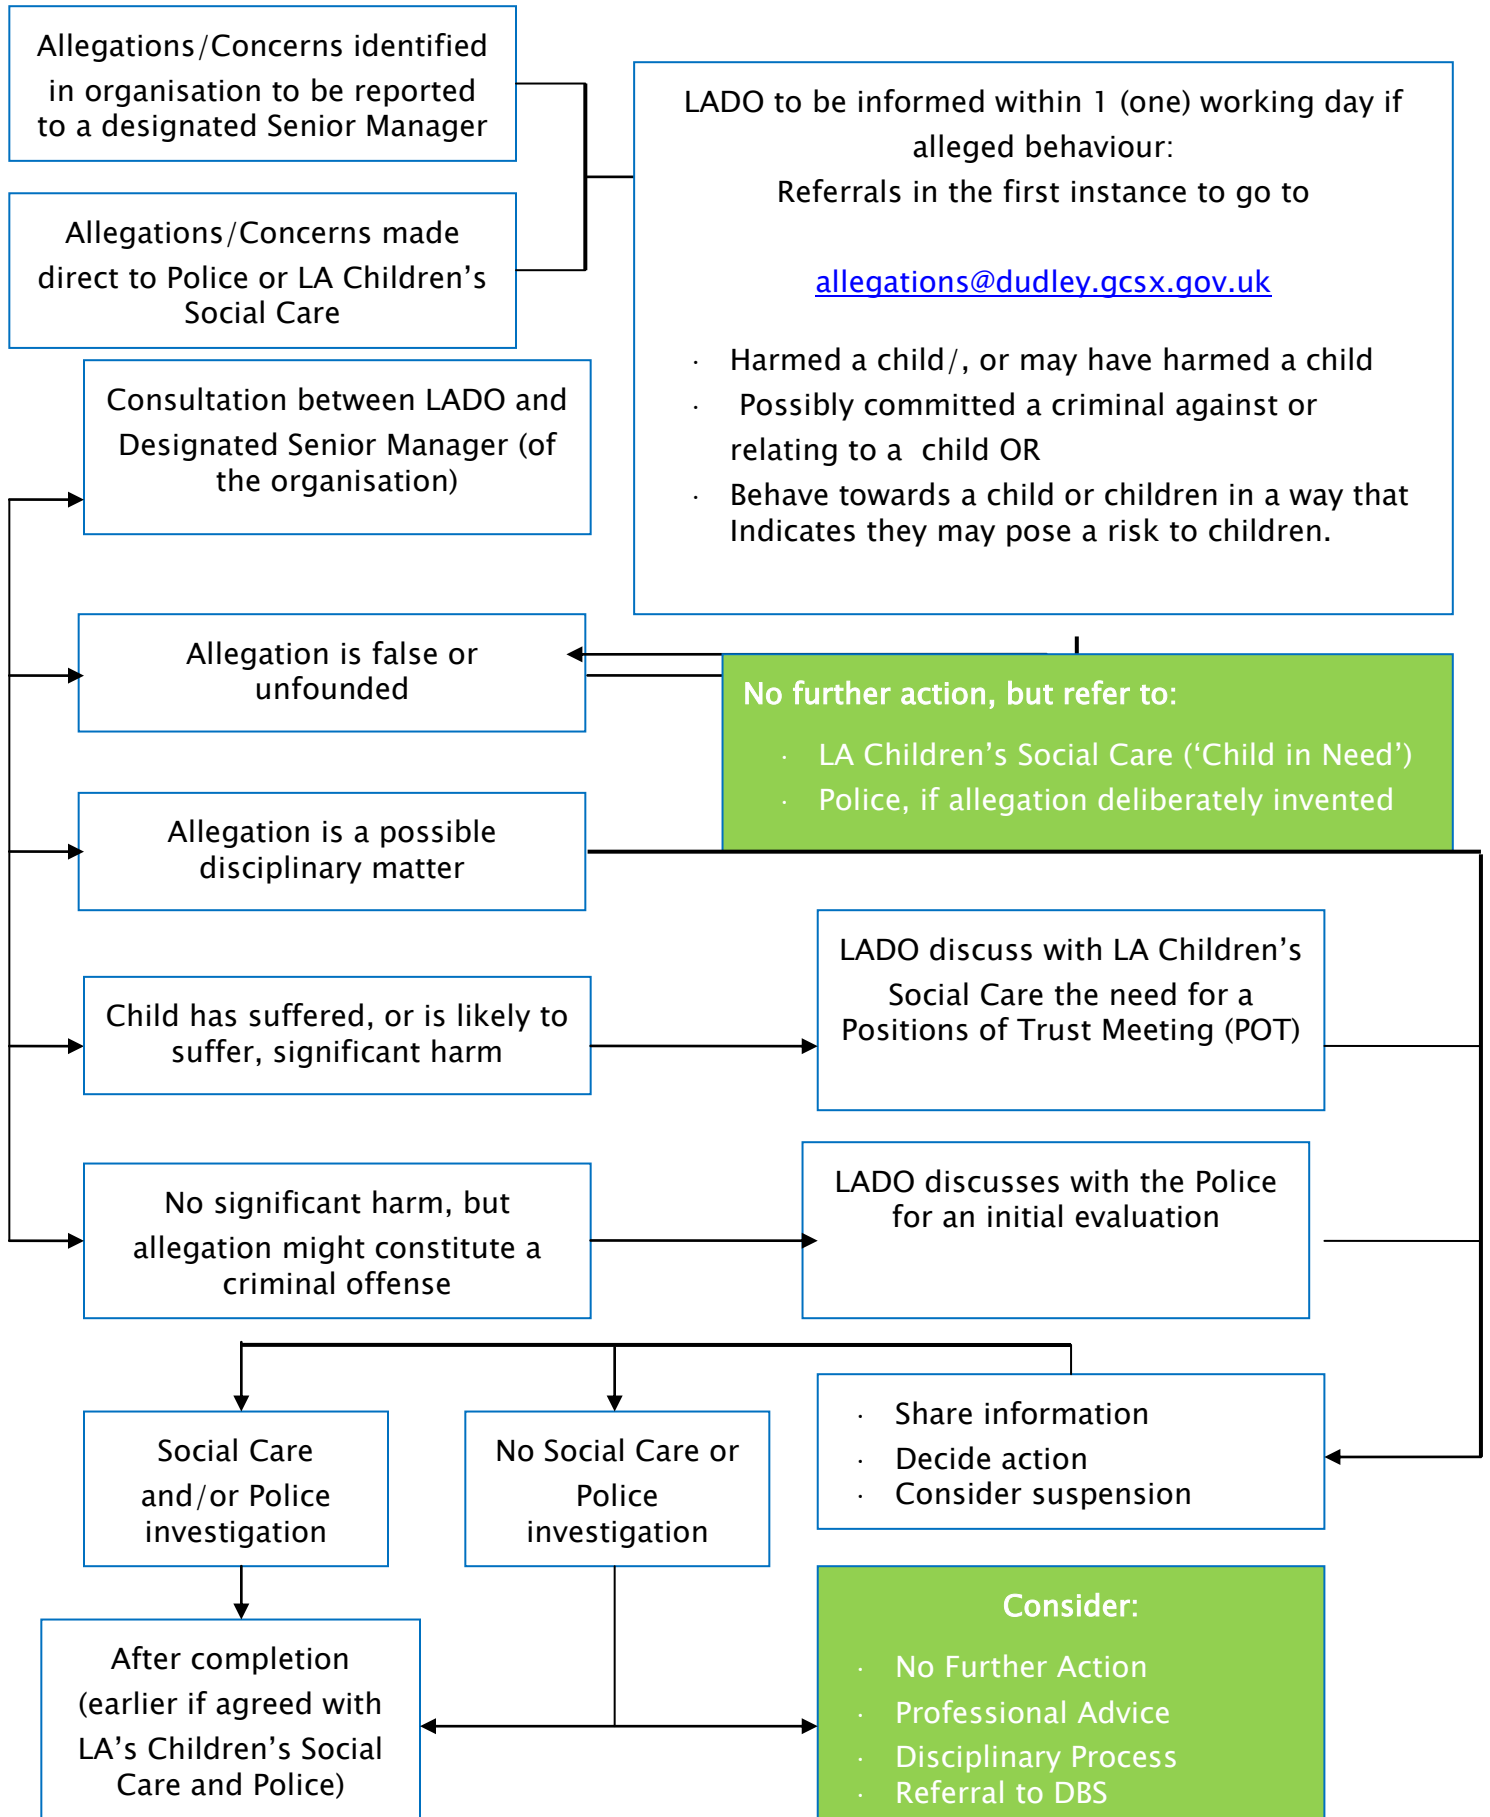 Allegations/Concerns identified
in organisation to be reported
to a designated Senior Manager
Allegations/Concerns made
direct to Police or LA Children’s
Social Care
LADO to be informed within 1 (one) working day if
alleged behaviour:
Referrals in the first instance to go to
allegations@dudley.gcsx.gov.uk
· Harmed a child/, or may have harmed a child
· Possibly committed a criminal against or
relating to a child OR
· Behave towards a child or children in a way that
Indicates they may pose a risk to children.
Consultation between LADO and
Designated Senior Manager (of
the organisation)
Allegation is false or
unfounded
No further action, but refer to:
· LA Children’s Social Care (‘Child in Need’)
· Police, if allegation deliberately invented
Allegation is a possible
disciplinary matter
Child has suffered, or is likely to
suffer, significant harm
LADO discuss with LA Children’s
Social Care the need for a
Positions of Trust Meeting (POT)
No significant harm, but
allegation might constitute a
criminal offense
LADO discusses with the Police
for an initial evaluation
Social Care
and/or Police
investigation
No Social Care or
Police
investigation
· Share information
· Decide action
· Consider suspension
After completion
(earlier if agreed with
LA’s Children’s Social
Care and Police)
Consider:
· No Further Action
· Professional Advice
· Disciplinary Process
· Referral to DBS